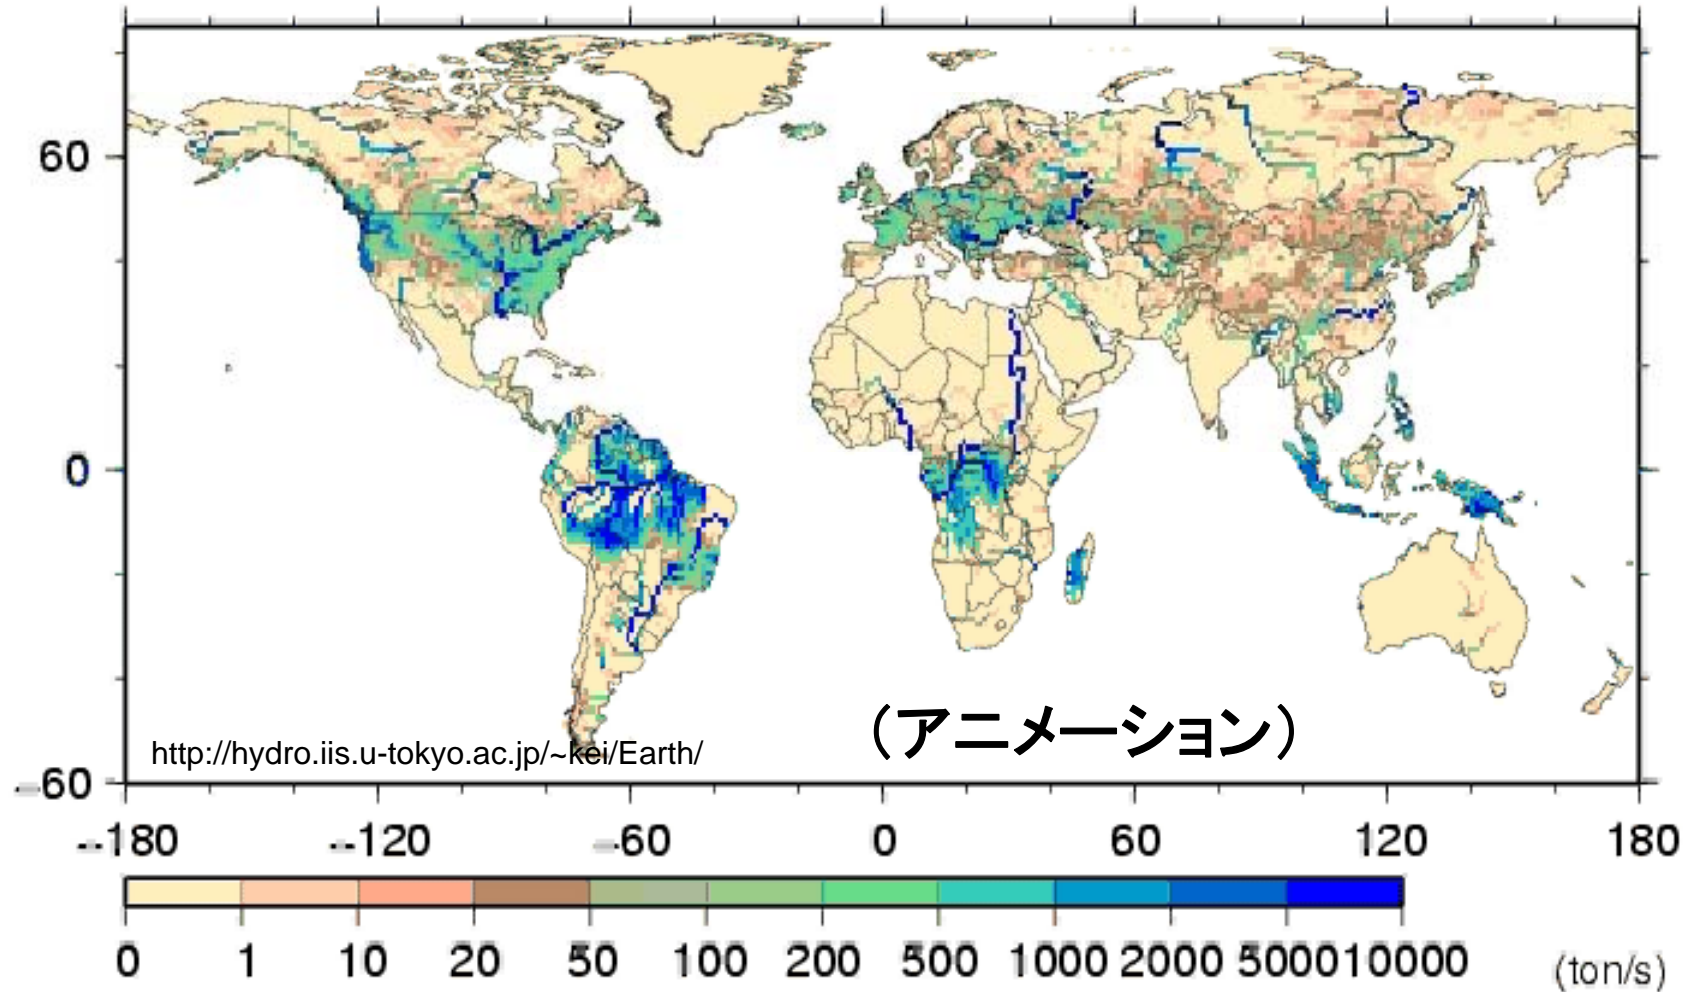 60
0
-60
http://hydro.iis.u-tokyo.ac.jp/~kei/Earth/
（アニメーション）
-180 -120 -60 0 60 120 180
0 1 10 20 50 100 200 500 1000 2000 5000 10000 (ton/s)